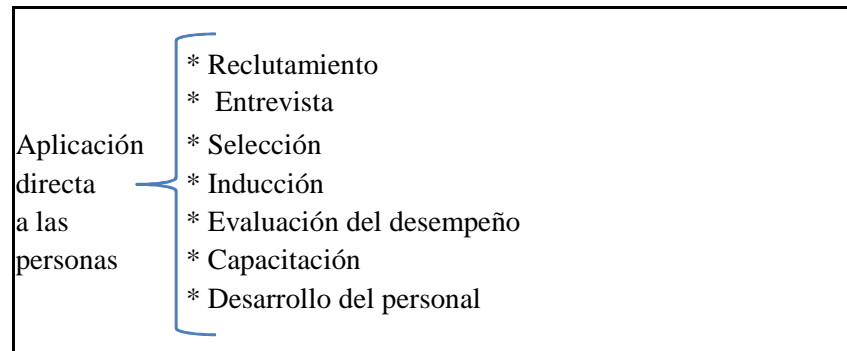 Aplicación
directa
a las
personas
* Reclutamiento
* Entrevista
* Selección
* Inducción
* Evaluación del desempeño
* Capacitación
* Desarrollo del personal